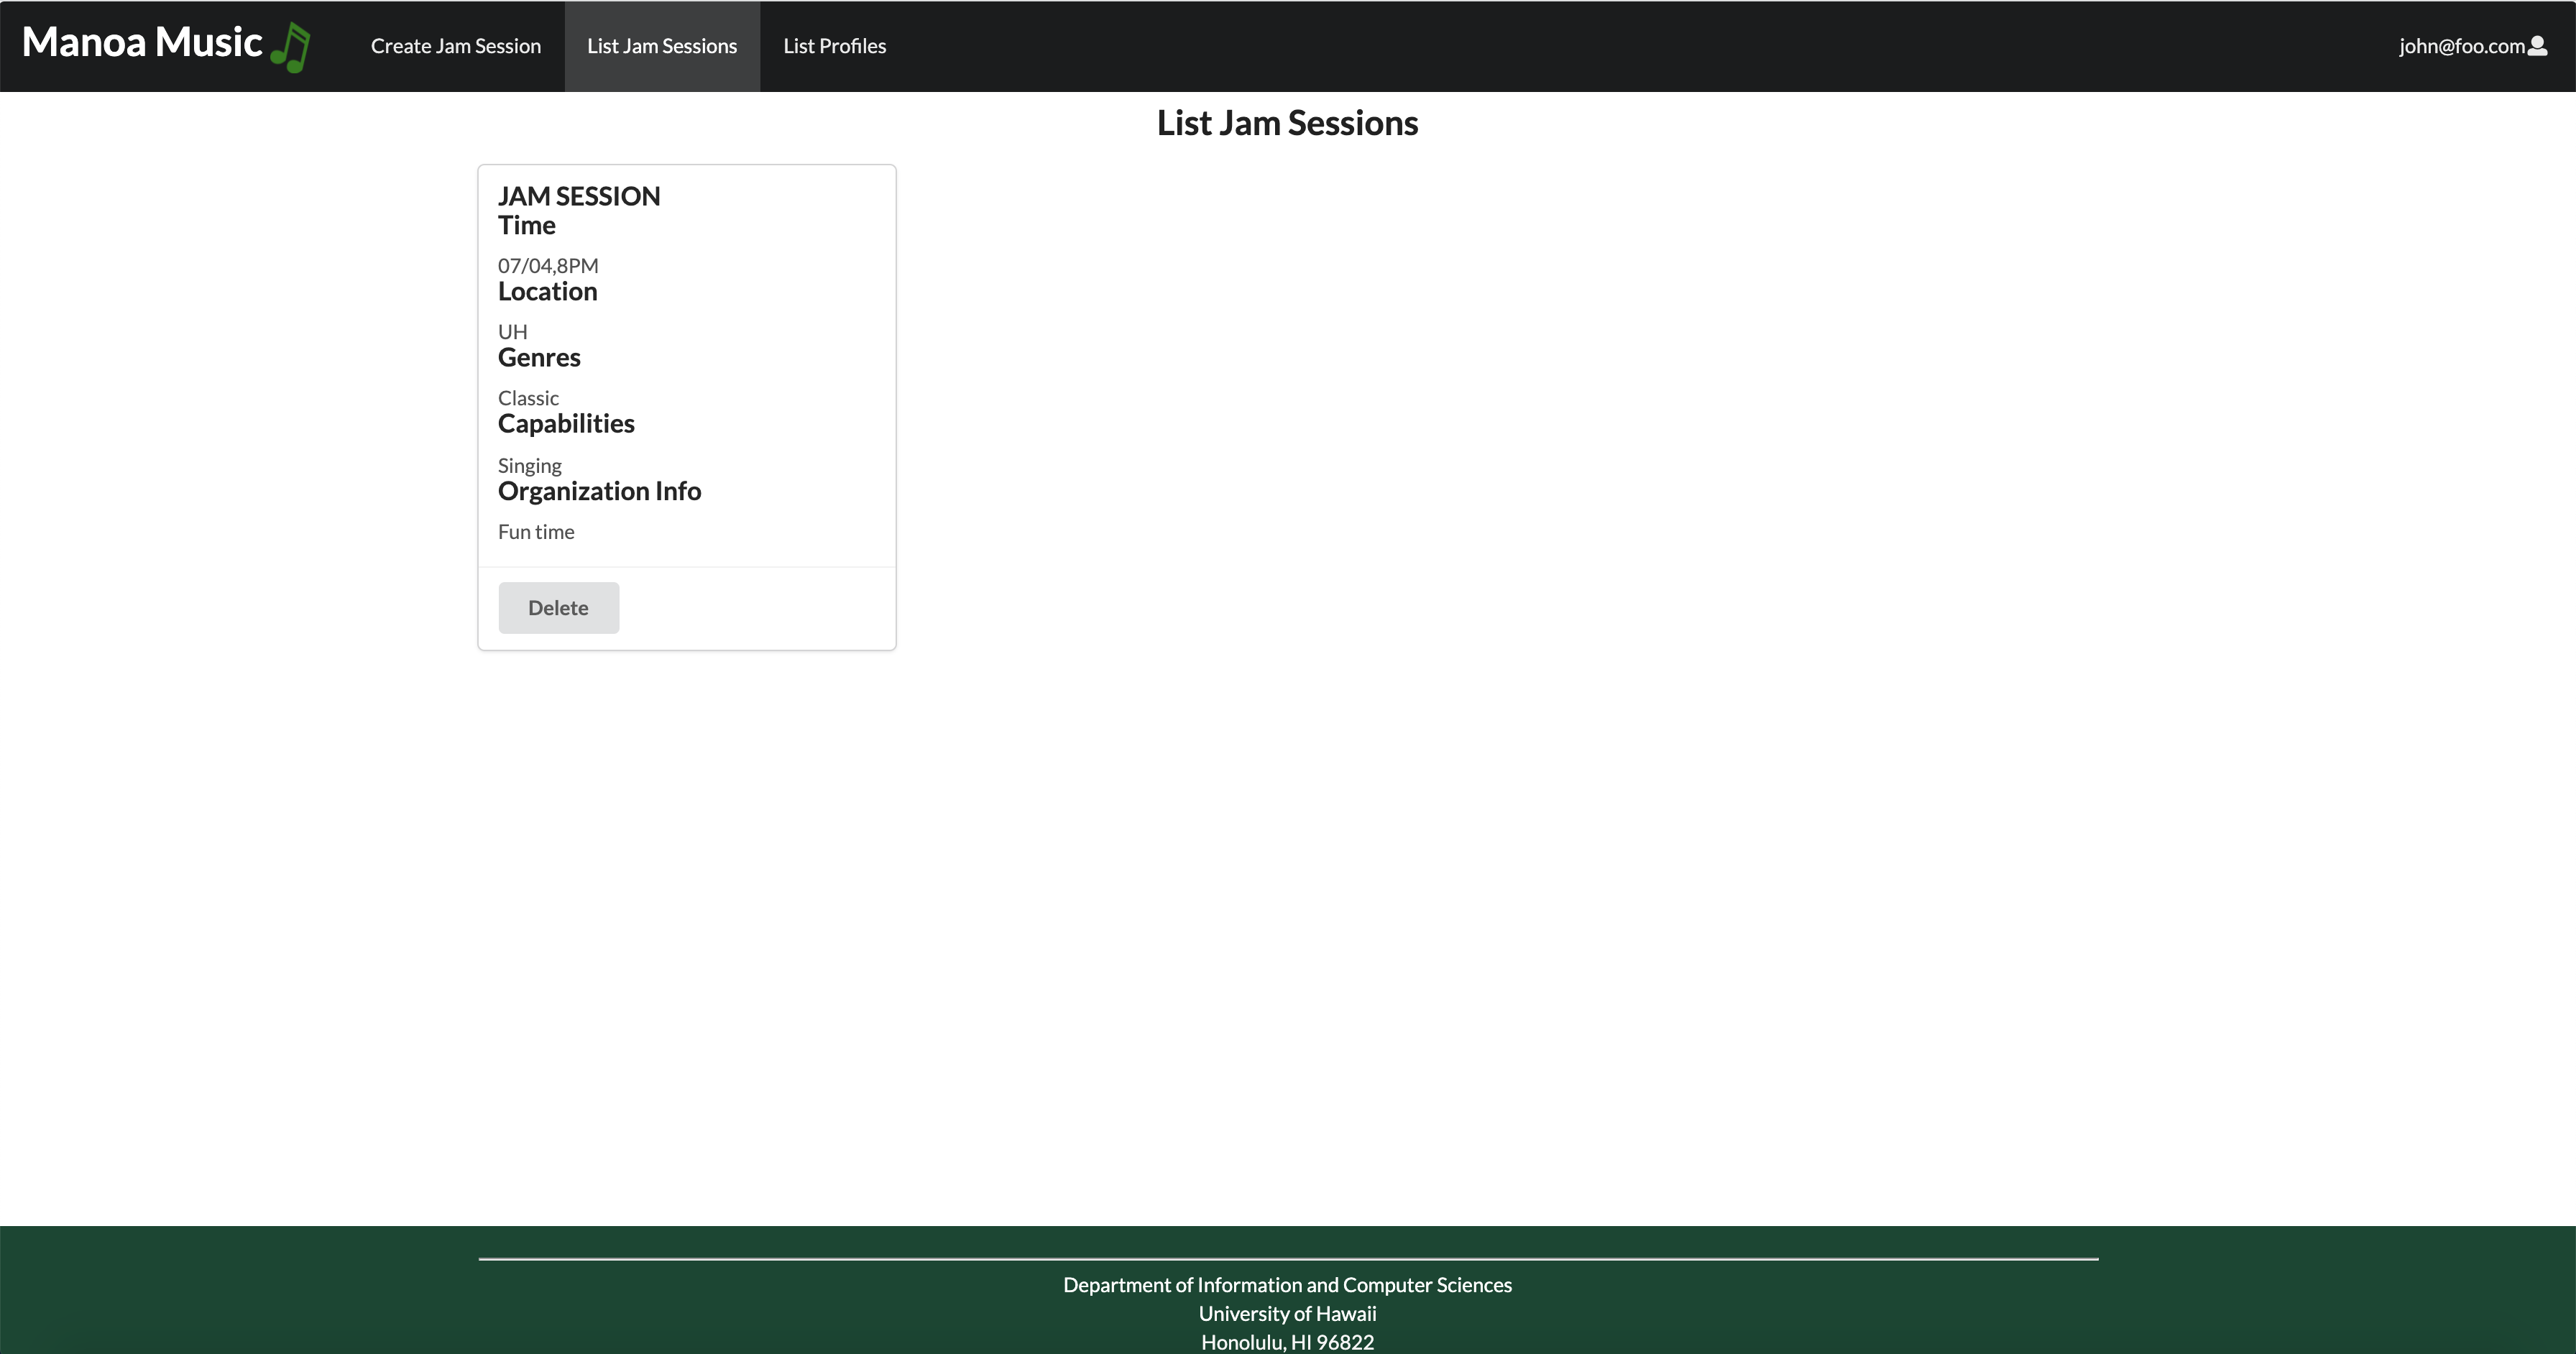 Manoa Music
Create Jam Session
List Jam Sessions
List Profiles
john@foo.com
List Jam Sessions
JAM SESSION
Time
07/04,8PM
Location
UH
Genres
Classic
Capabilities
Singing
Organization Info
Fun time
Delete
Department of Information and Computer Sciences
University of Hawaii
Honolulu, HI 96822